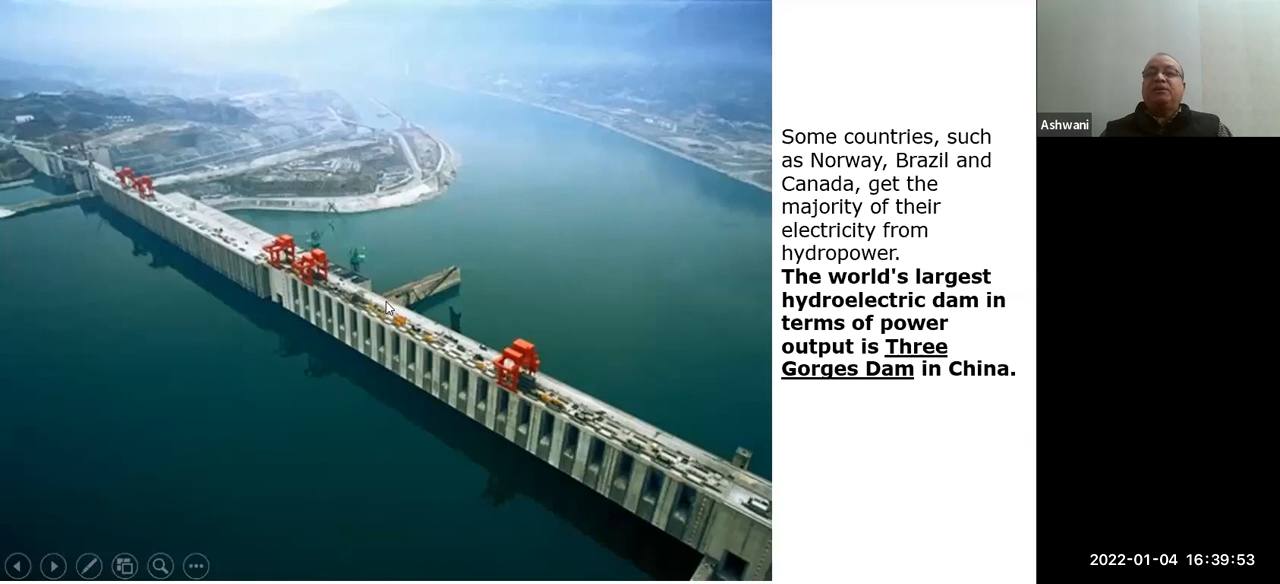 Some countries, such
as Norway, Brazil and
Canada, get the
majority of their
electricity from
hydropower.
The world's largest
hydroelectric dam in
terms of power
output is Three
Gorges Dam in China.
Ashwani
2022-01-04 16:39:53